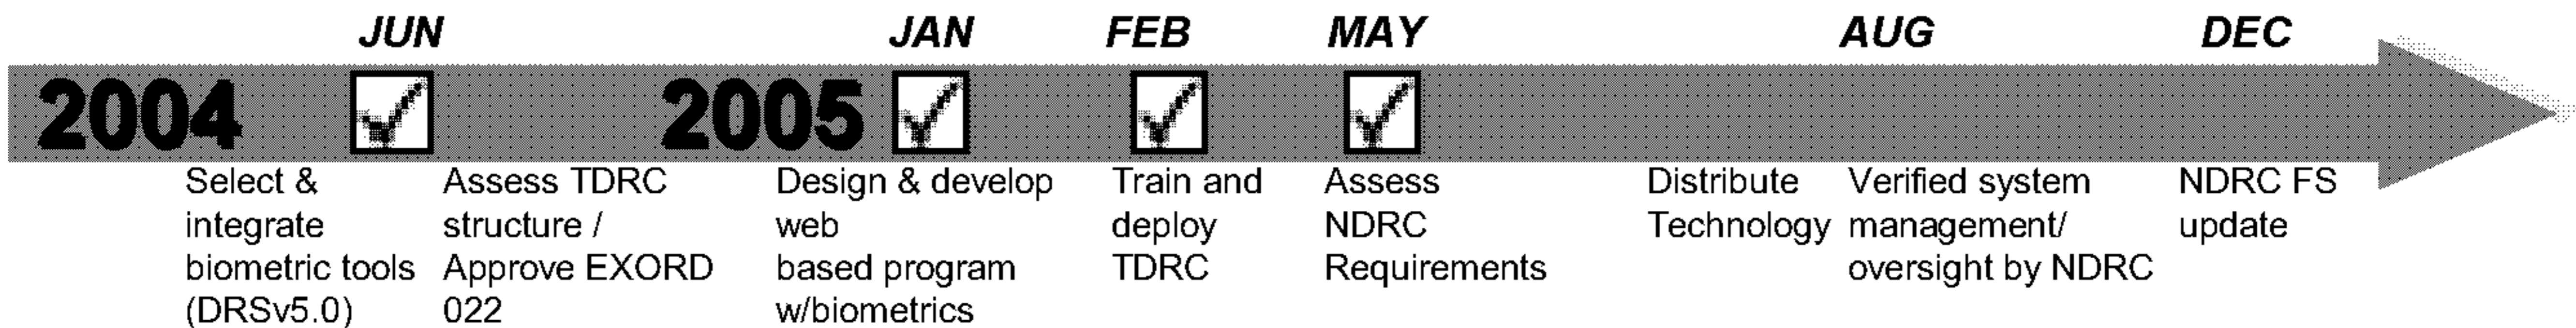 JUN JAN FEB MAY AUG DEC
2004 2005
Select &
integrate
biometric tools
(DRSv5.0)
Assess TDRC
structure /
Approve EXORD
022
Design & develop
web
based program
w/biometrics
Train and
deploy
TDRC
Assess
NDRC
Requirements
Distribute
Technology
Verified system
management/
oversight by NDRC
NDRC FS
update